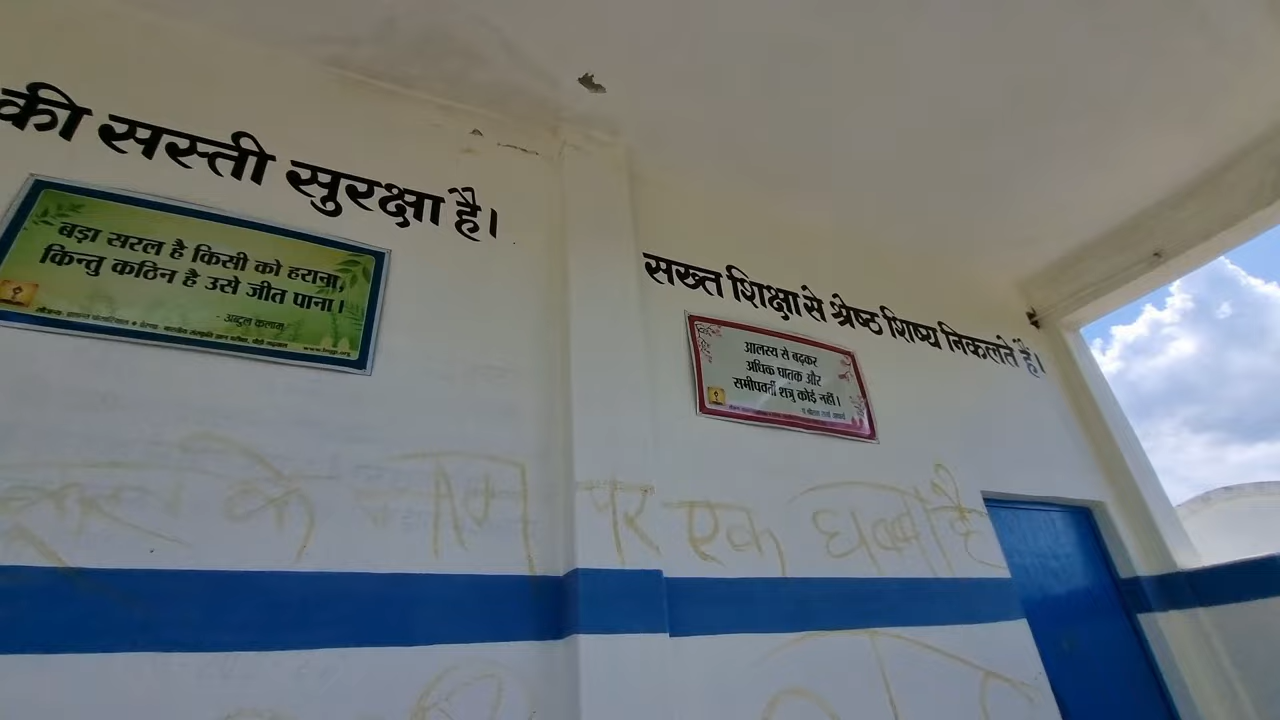 की सस्ती सुरक्षा है।
बड़ा सरल है किसी को हराना,
किन्तु कठिन है उसे जीत पाना।
- अब्दुल कलाम
सख्त शिक्षा से श्रेष्ठ शिष्य निकलते हैं।
आलस्य से बढ़कर
अधिक घातक और
समीपवर्ती शत्रु कोई नहीं।
के नाम पर एक धब्बा है